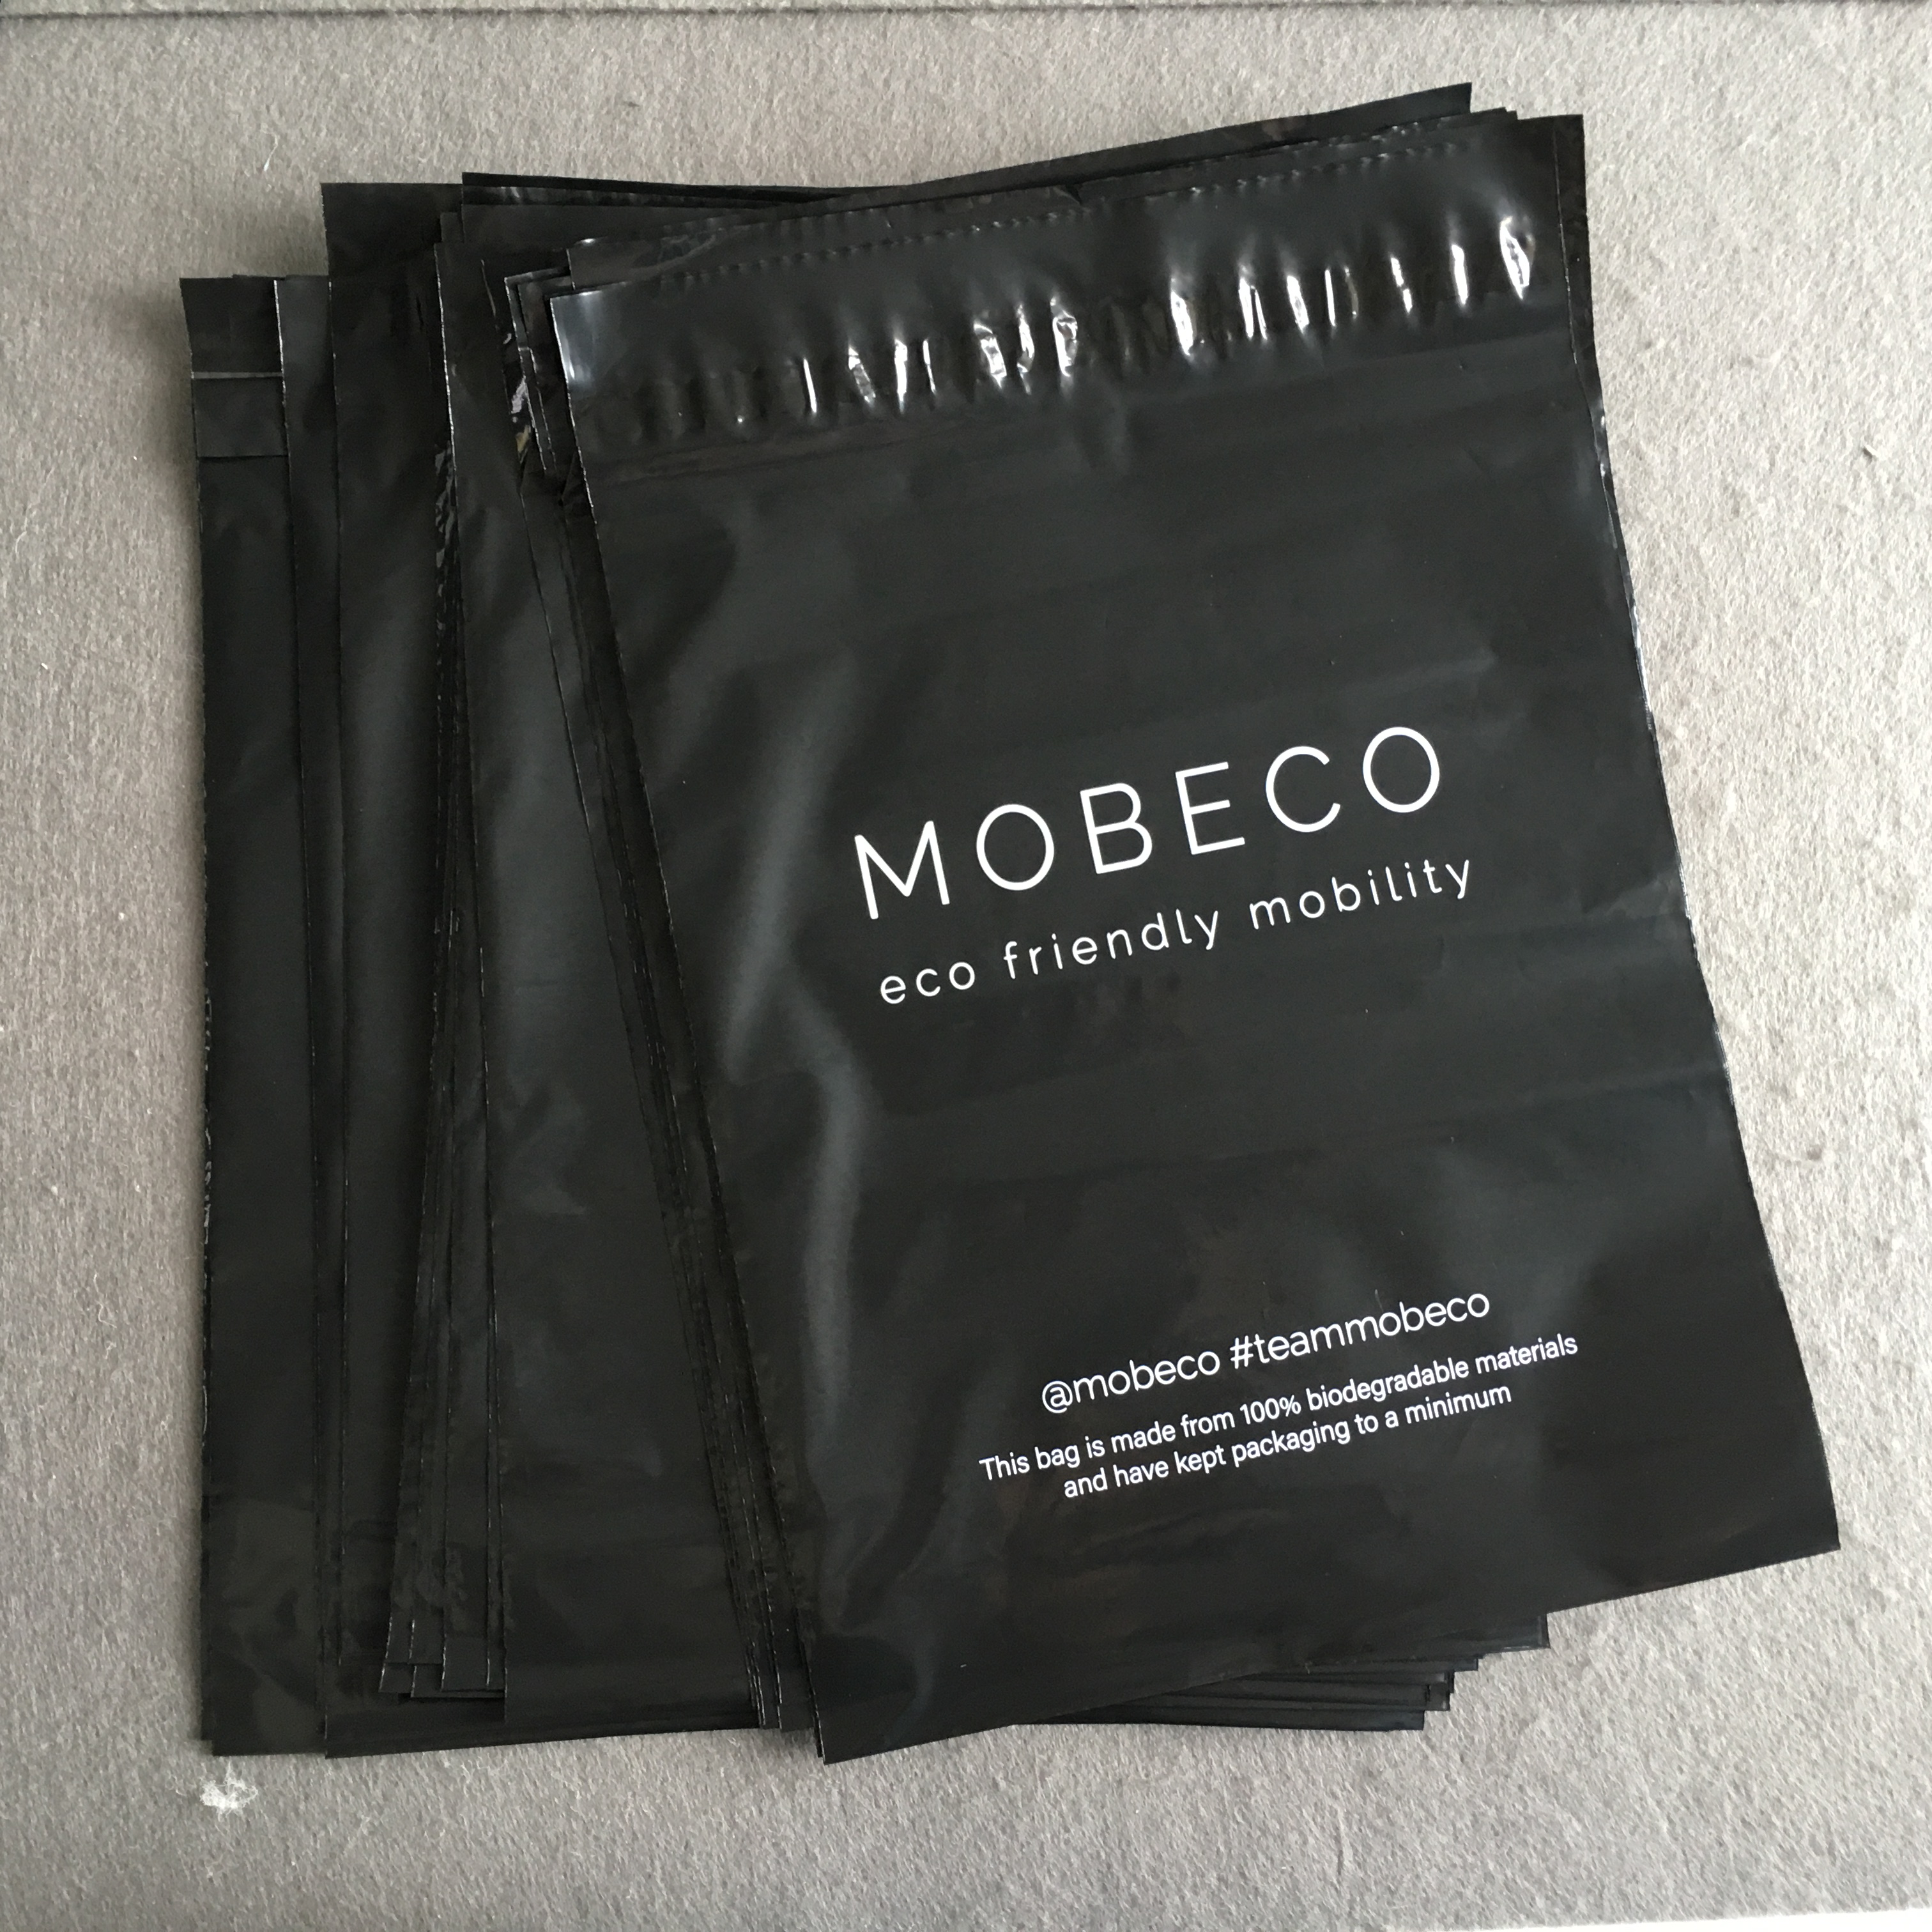 MOBECO
eco friendly mobility
@mobeco #teammobeco
This bag is made from 100% biodegradable materials
and have kept packaging to a minimum